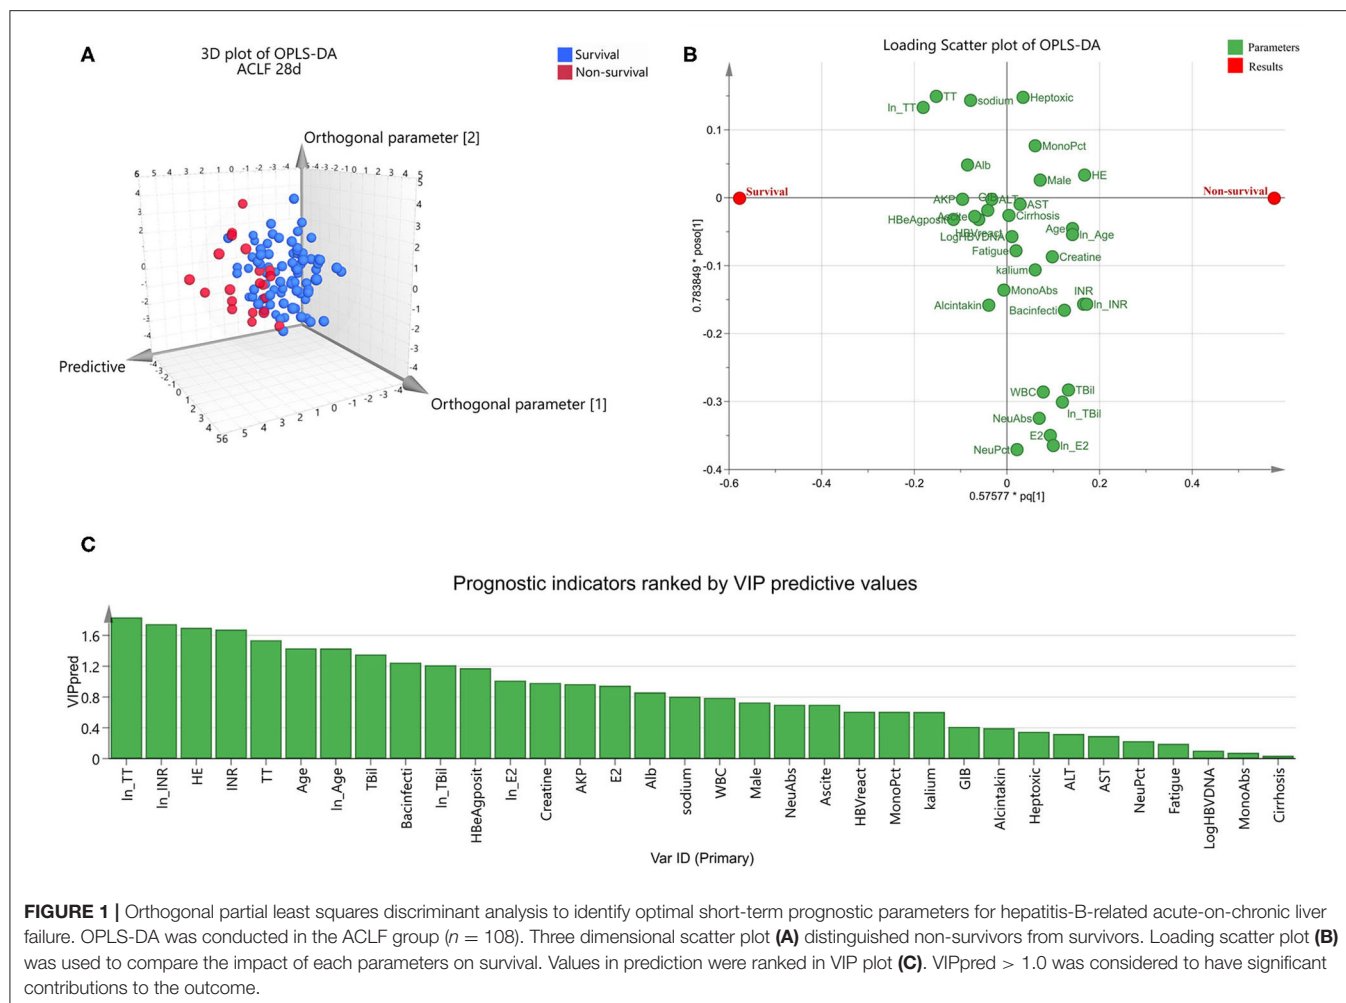 A
3D plot of OPLS-DA
ACLF 28d
Survival
Non-survival
Orthogonal parameter [2]
Predictive
Orthogonal parameter [1]
B
Loading Scatter plot of OPLS-DA
Parameters
Results
0.1
0
-0.1
-0.2
-0.3
-0.4
0.783849 * poso[1]
TT
ln_TT
sodium
Heptoxic
MonoPct
Alb
Male
HE
Survival
Non-survival
AKP
GIB
ALT
AST
Ascite
HBeAgposit
Cirrhosis
HBVreact
LogHBVDNA
Age
ln_Age
Fatigue
Creatine
kalium
MonoAbs
INR
ln_INR
Alcintakin
Bacinfecti
WBC
TBil
ln_TBil
NeuAbs
E2
ln_E2
NeuPct
-0.6
-0.4
-0.2
0
0.2
0.4
0.57577 * pq[1]
C
Prognostic indicators ranked by VIP predictive values
VIPpred
1.6
1.2
0.8
0.4
0
ln_TT
ln_INR
HE
INR
TT
Age
ln_Age
TBil
Bacinfecti
ln_TBil
HBeAgposit
ln_E2
Creatine
AKP
E2
Alb
sodium
WBC
Male
NeuAbs
Ascite
HBVreact
MonoPct
kalium
GIB
Alcintakin
Heptoxic
ALT
AST
NeuPct
Fatigue
LogHBVDNA
MonoAbs
Cirrhosis
Var ID (Primary)
FIGURE 1 | Orthogonal partial least squares discriminant analysis to identify optimal short-term prognostic parameters for hepatitis-B-related acute-on-chronic liver
failure. OPLS-DA was conducted in the ACLF group (n = 108). Three dimensional scatter plot (A) distinguished non-survivors from survivors. Loading scatter plot (B)
was used to compare the impact of each parameters on survival. Values in prediction were ranked in VIP plot (C). VIPpred > 1.0 was considered to have significant
contributions to the outcome.